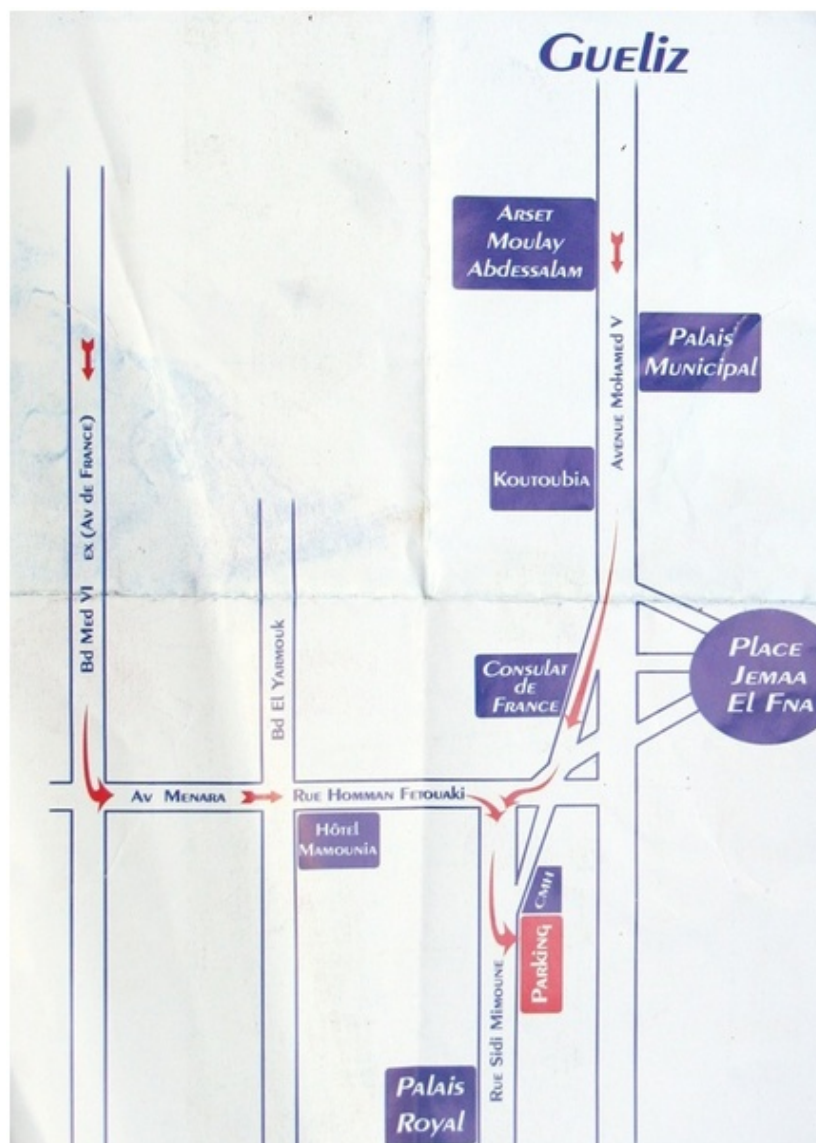 Gueliz
Arset
Moulay
Abdessalam
Avenue Mohamed V
Palais
Municipal
Koutoubia
Bd Med VI ex (Av de France)
Bd El Yarmouk
Consulat
de
France
Place
Jemaa
El Fna
Av Menara
Rue Homman Fetouaki
Hôtel
Mamounia
CMH
Parking
Rue Sidi Mimoune
Palais
Royal